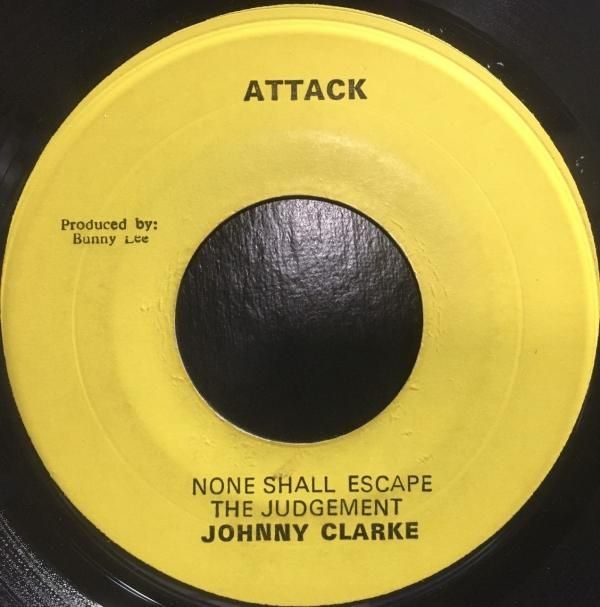 ATTACK
Produced by:
Bunny Lee
NONE SHALL ESCAPE
THE JUDGEMENT
JOHNNY CLARKE